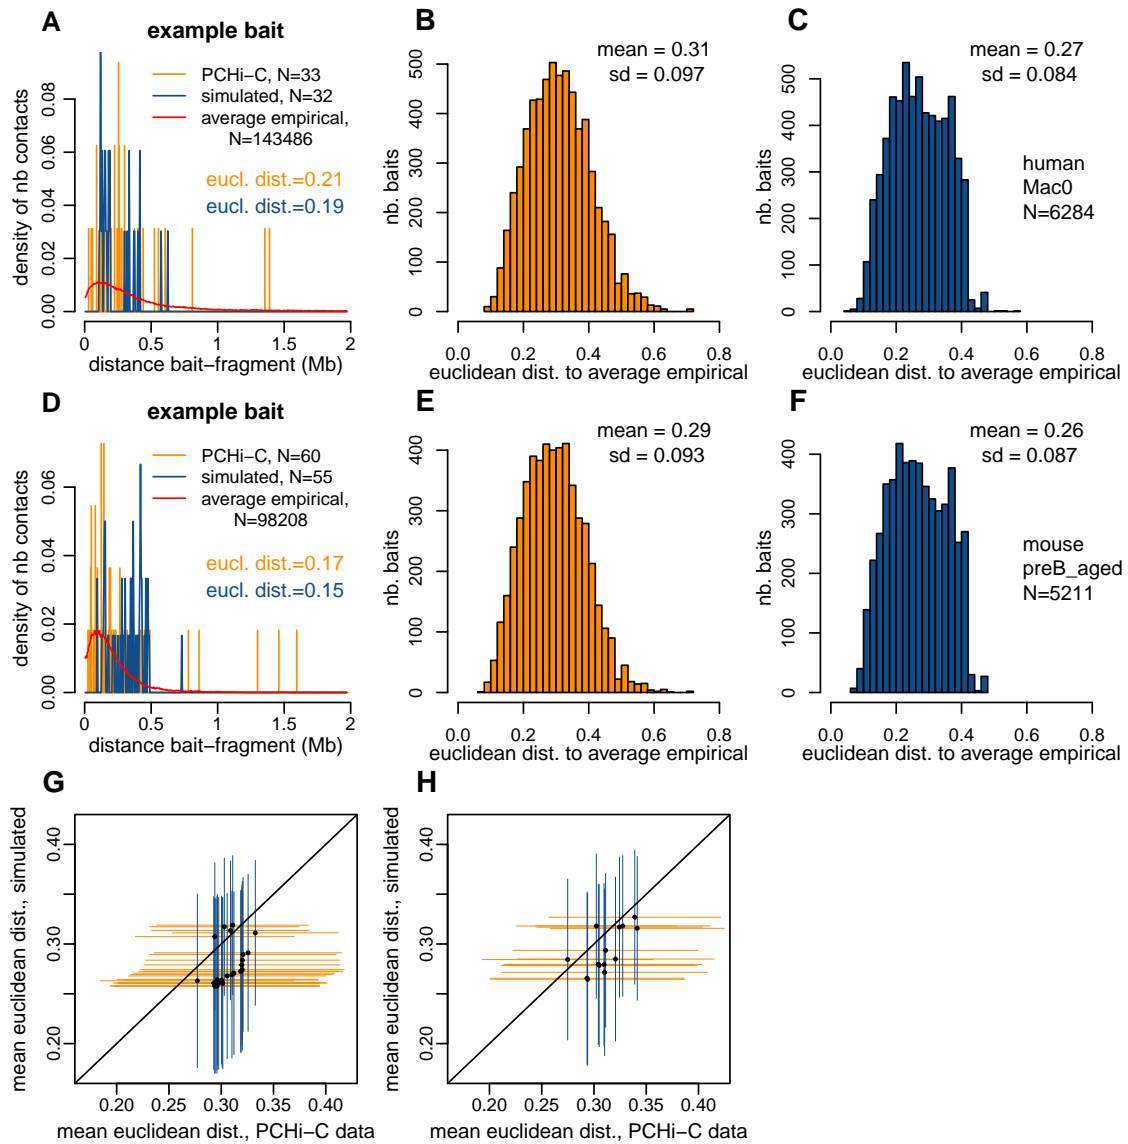 A
example bait
PCHi-C, N=33
simulated, N=32
average empirical,
N=143486
eucl. dist.=0.21
eucl. dist.=0.19
density of nb contacts
0.00
0.02
0.04
0.06
0.08
0
0.5
1
1.5
2
distance bait-fragment (Mb)
B
mean = 0.31
sd = 0.097
nb. baits
0
100
200
300
400
500
0.0
0.2
0.4
0.6
0.8
euclidean dist. to average empirical
C
mean = 0.27
sd = 0.084
human
Mac0
N=6284
nb. baits
0
100
200
300
400
500
0.0
0.2
0.4
0.6
0.8
euclidean dist. to average empirical
D
example bait
PCHi-C, N=60
simulated, N=55
average empirical,
N=98208
eucl. dist.=0.17
eucl. dist.=0.15
density of nb contacts
0.00
0.02
0.04
0.06
0
0.5
1
1.5
2
distance bait-fragment (Mb)
E
mean = 0.29
sd = 0.093
nb. baits
0
100
200
300
400
0.0
0.2
0.4
0.6
0.8
euclidean dist. to average empirical
F
mean = 0.26
sd = 0.087
mouse
preB_aged
N=5211
nb. baits
0
100
200
300
400
0.0
0.2
0.4
0.6
0.8
euclidean dist. to average empirical
G
mean euclidean dist., simulated
0.20
0.30
0.40
0.20
0.25
0.30
0.35
0.40
mean euclidean dist., PCHi-C data
H
mean euclidean dist., simulated
0.20
0.30
0.40
0.20
0.25
0.30
0.35
0.40
mean euclidean dist., PCHi-C data